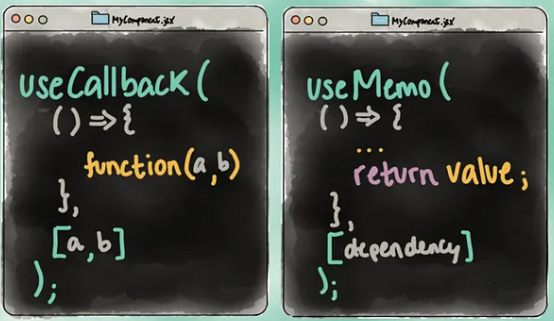 MyComponent.jsx
useCallback(
() => {
function(a,b)
},
[a,b]
);
MyComponent.jsx
useMemo(
() => {
...
return value;
},
[dependency]
);